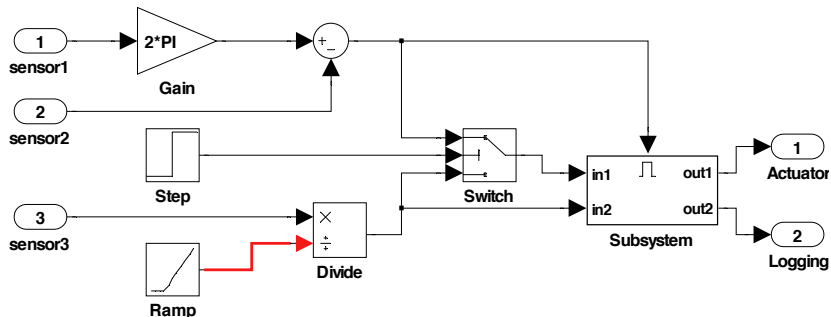 1
sensor1
2*PI
Gain
+
-
2
sensor2
Step
Switch
in1
in2
out1
out2
Subsystem
1
Actuator
2
Logging
3
sensor3
×
÷
Divide
Ramp